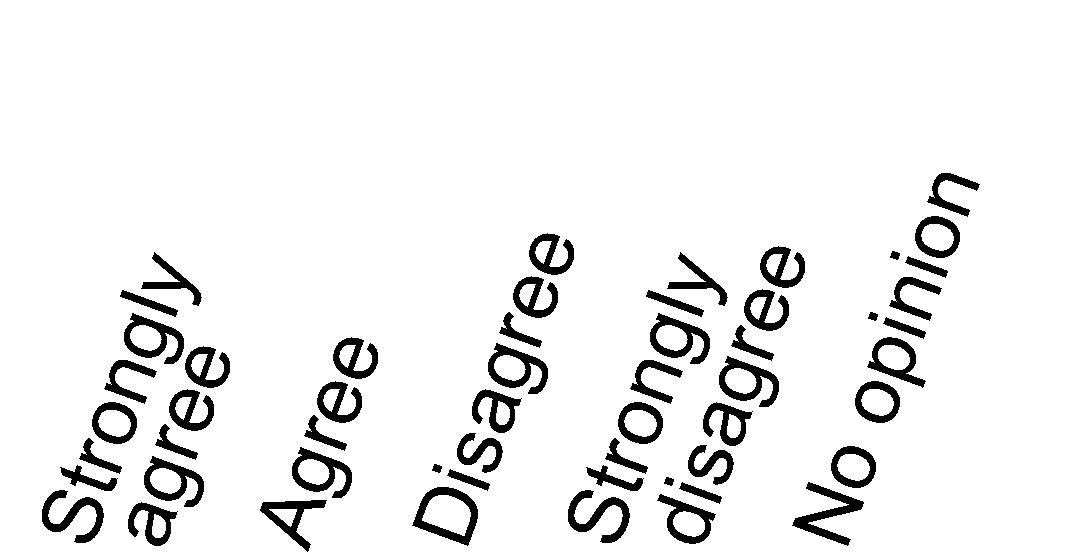 Strongly
agree
Agree
Disagree
Strongly
disagree
No opinion